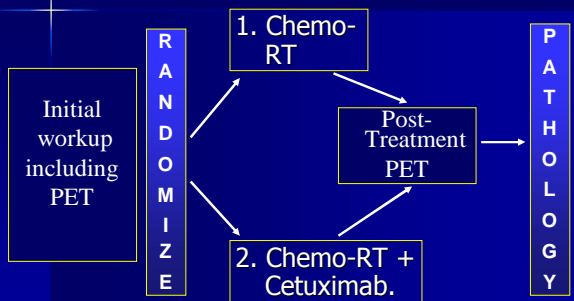 Initial
workup
including
PET
R
A
N
D
O
M
I
Z
E
1. Chemo-
RT
2. Chemo-RT +
Cetuximab.
Post-
Treatment
PET
P
A
T
H
O
L
O
G
Y